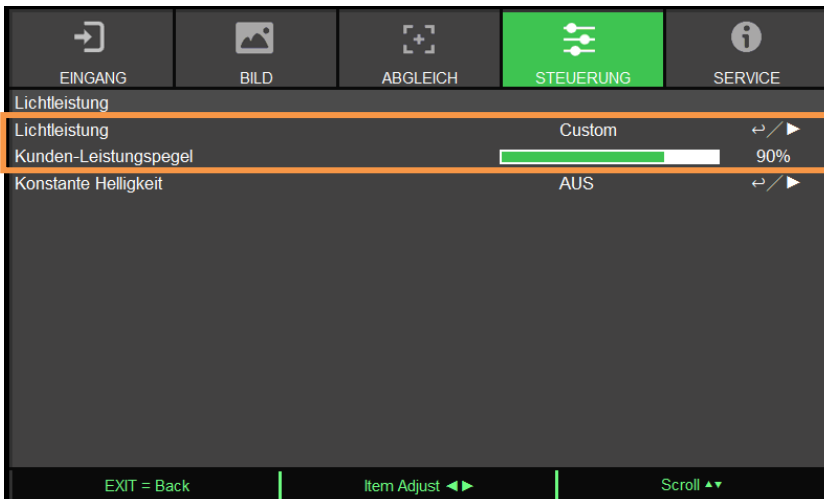 EINGANG BILD ABGLEICH STEUERUNG SERVICE
Lichtleistung
Lichtleistung Custom ↩/▶
Kunden-Leistungspegel 90%
Konstante Helligkeit AUS ↩/▶
EXIT = Back Item Adjust ◀▶ Scroll ▲▼